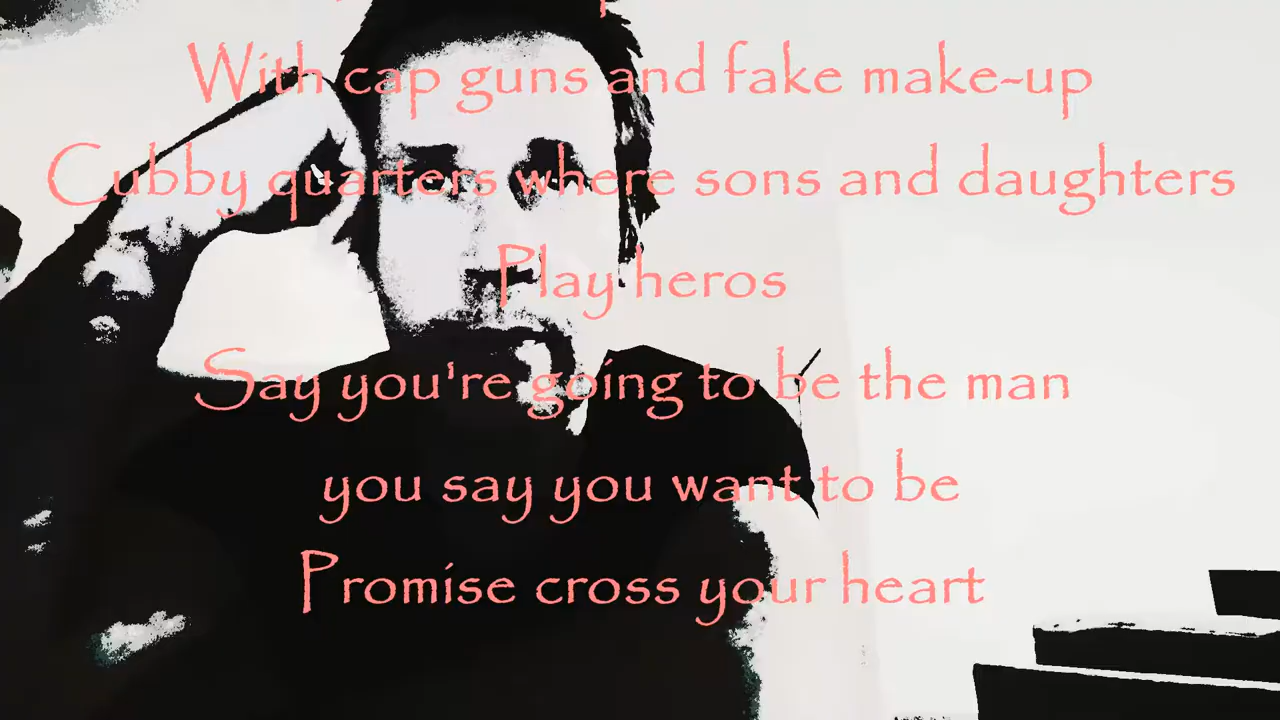 With cap guns and fake make-up
Cubby quarters where sons and daughters
Play heros
Say you're going to be the man
you say you want to be
Promise cross your heart